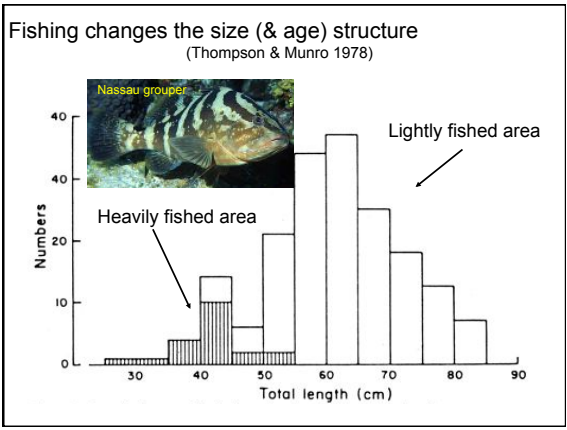 Fishing changes the size (& age) structure
(Thompson & Munro 1978)
Nassau grouper
40
Lightly fished area
40
Heavily fished area
Numbers
20
10
0
30 40 50 60 70 80 90
Total length (cm)